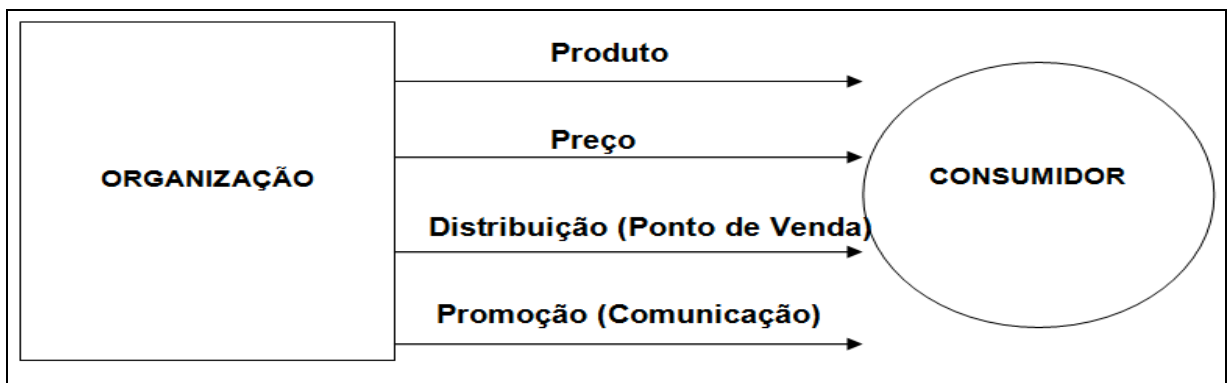 Produto
Preço
ORGANIZAÇÃO
CONSUMIDOR
Distribuição (Ponto de Venda)
Promoção (Comunicação)